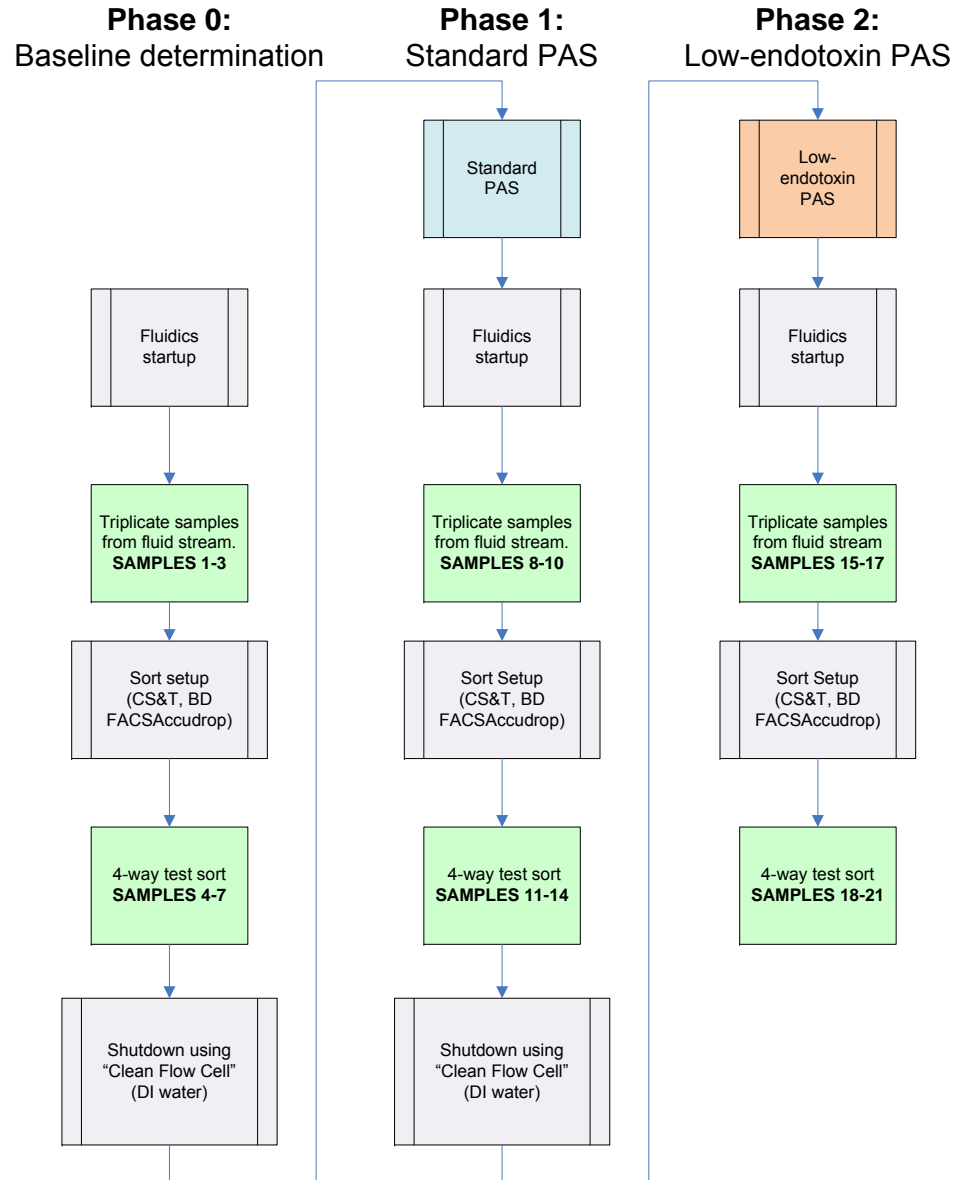 Phase 0:
Baseline determination
Fluidics
startup
Triplicate samples
from fluid stream.
SAMPLES 1-3
Sort setup
(CS&T, BD
FACSAccudrop)
4-way test sort
SAMPLES 4-7
Shutdown using
“Clean Flow Cell”
(DI water)
Phase 1:
Standard PAS
Standard
PAS
Fluidics
startup
Triplicate samples
from fluid stream.
SAMPLES 8-10
Sort setup
(CS&T, BD
FACSAccudrop)
4-way test sort
SAMPLES 11-14
Shutdown using
“Clean Flow Cell”
(DI water)
Phase 2:
Low-endotoxin PAS
Low-
endotoxin
PAS
Fluidics
startup
Triplicate samples
from fluid stream
SAMPLES 15-17
Sort Setup
(CS&T, BD
FACSAccudrop)
4-way test sort
SAMPLES 18-21